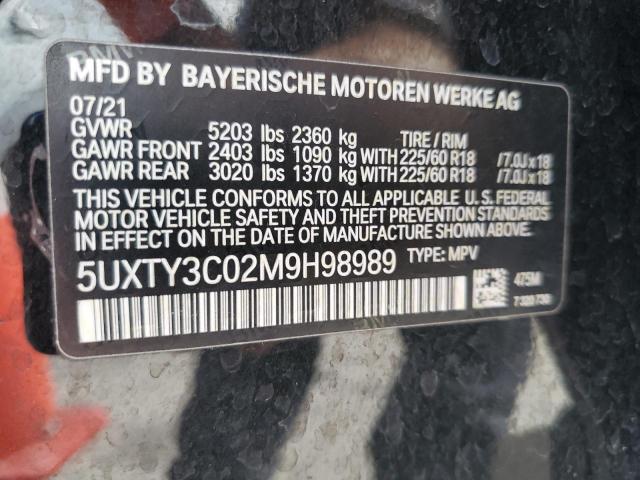 MFD BY BAYERISCHE MOTOREN WERKE AG
07/21
GVWR 5203 lbs 2360 kg TIRE / RIM
GAWR FRONT 2403 lbs 1090 kg WITH 225/60 R18 / 7.0J x 18
GAWR REAR 3020 lbs 1370 kg WITH 225/60 R18 / 7.0J x 18
THIS VEHICLE CONFORMS TO ALL APPLICABLE U. S. FEDERAL
MOTOR VEHICLE SAFETY AND THEFT PREVENTION STANDARDS
IN EFFECT ON THE DATE OF MANUFACTURE SHOWN ABOVE.
5UXTY3C02M9H98989 TYPE: MPV
475M